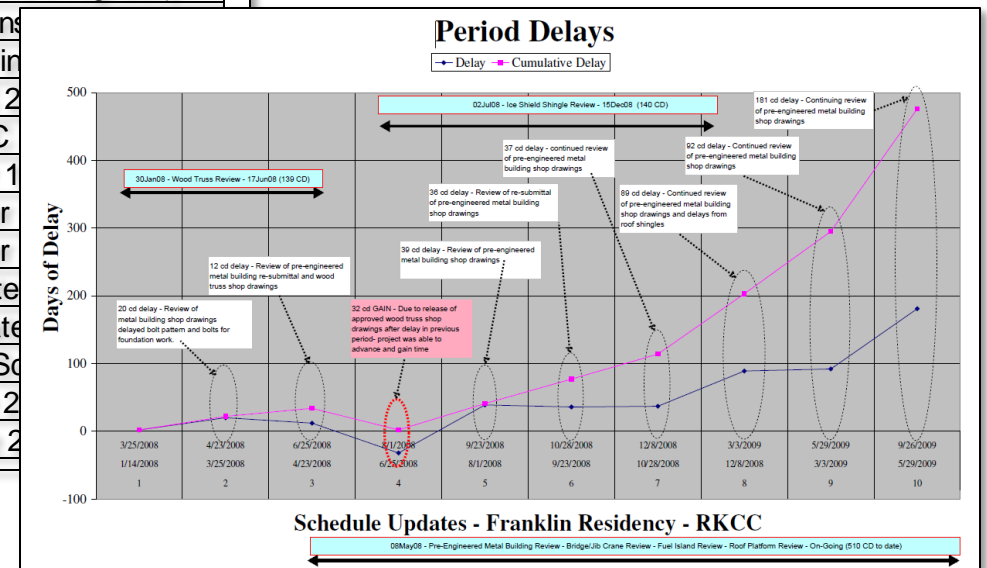 Period Delays
Delay
Cumulative Delay
500
400
300
200
100
0
-100
Days of Delay
02Jul08 - Ice Shield Shingle Review - 15Dec08 (140 CD)
30Jan08 - Wood Truss Review - 17Jun08 (139 CD)
181 cd delay - Continuing review
of pre-engineered metal building
shop drawings
37 cd delay - continued review
of pre-engineered metal
building shop drawings
92 cd delay - Continued review
of pre-engineered metal building
shop drawings
36 cd delay - Review of re-submittal
of pre-engineered metal building
shop drawings
89 cd delay - Continued review
of pre-engineered metal building
shop drawings and delays from
roof shingles
39 cd delay - Review of pre-engineered
metal building shop drawings
12 cd delay - Review of pre-engineered
metal building re-submittal and wood
truss shop drawings
20 cd delay - Review of
metal building shop drawings
delayed bolt pattern and bolts for
foundation work.
32 cd GAIN - Due to release of
approved wood truss shop
drawings after delay in previous
period- project was able to
advance and gain time
3/25/2008 4/23/2008 6/25/2008 8/1/2008 9/23/2008 10/28/2008 12/8/2008 3/3/2009 5/29/2009 9/26/2009
1/14/2008 3/25/2008 4/23/2008 6/25/2008 8/1/2008 9/23/2008 10/28/2008 12/8/2008 3/3/2009 5/29/2009
1 2 3 4 5 6 7 8 9 10
Schedule Updates - Franklin Residency - RKCC
08May08 - Pre-Engineered Metal Building Review - Bridge/Jib Crane Review - Fuel Island Review - Roof Platform Review - On-Going (510 CD to date)